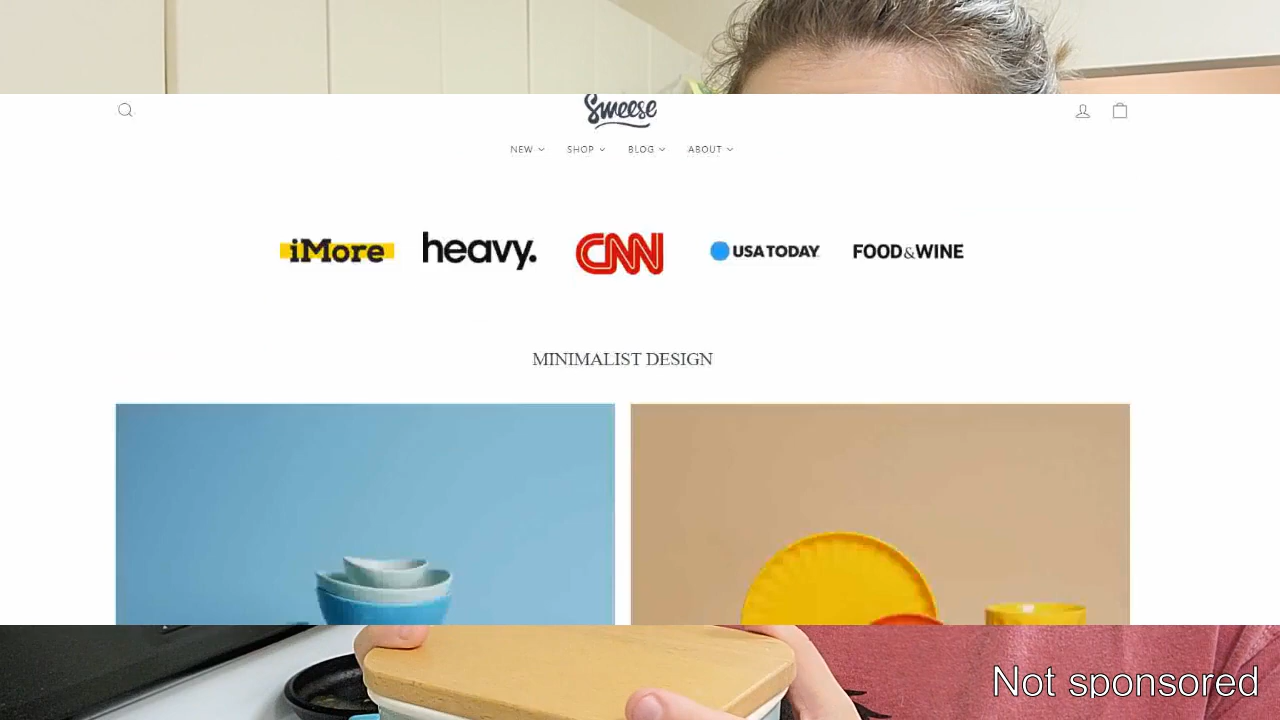 Sweese
NEW SHOP BLOG ABOUT
iMore heavy. CNN USA TODAY FOOD&WINE
MINIMALIST DESIGN
Not sponsored